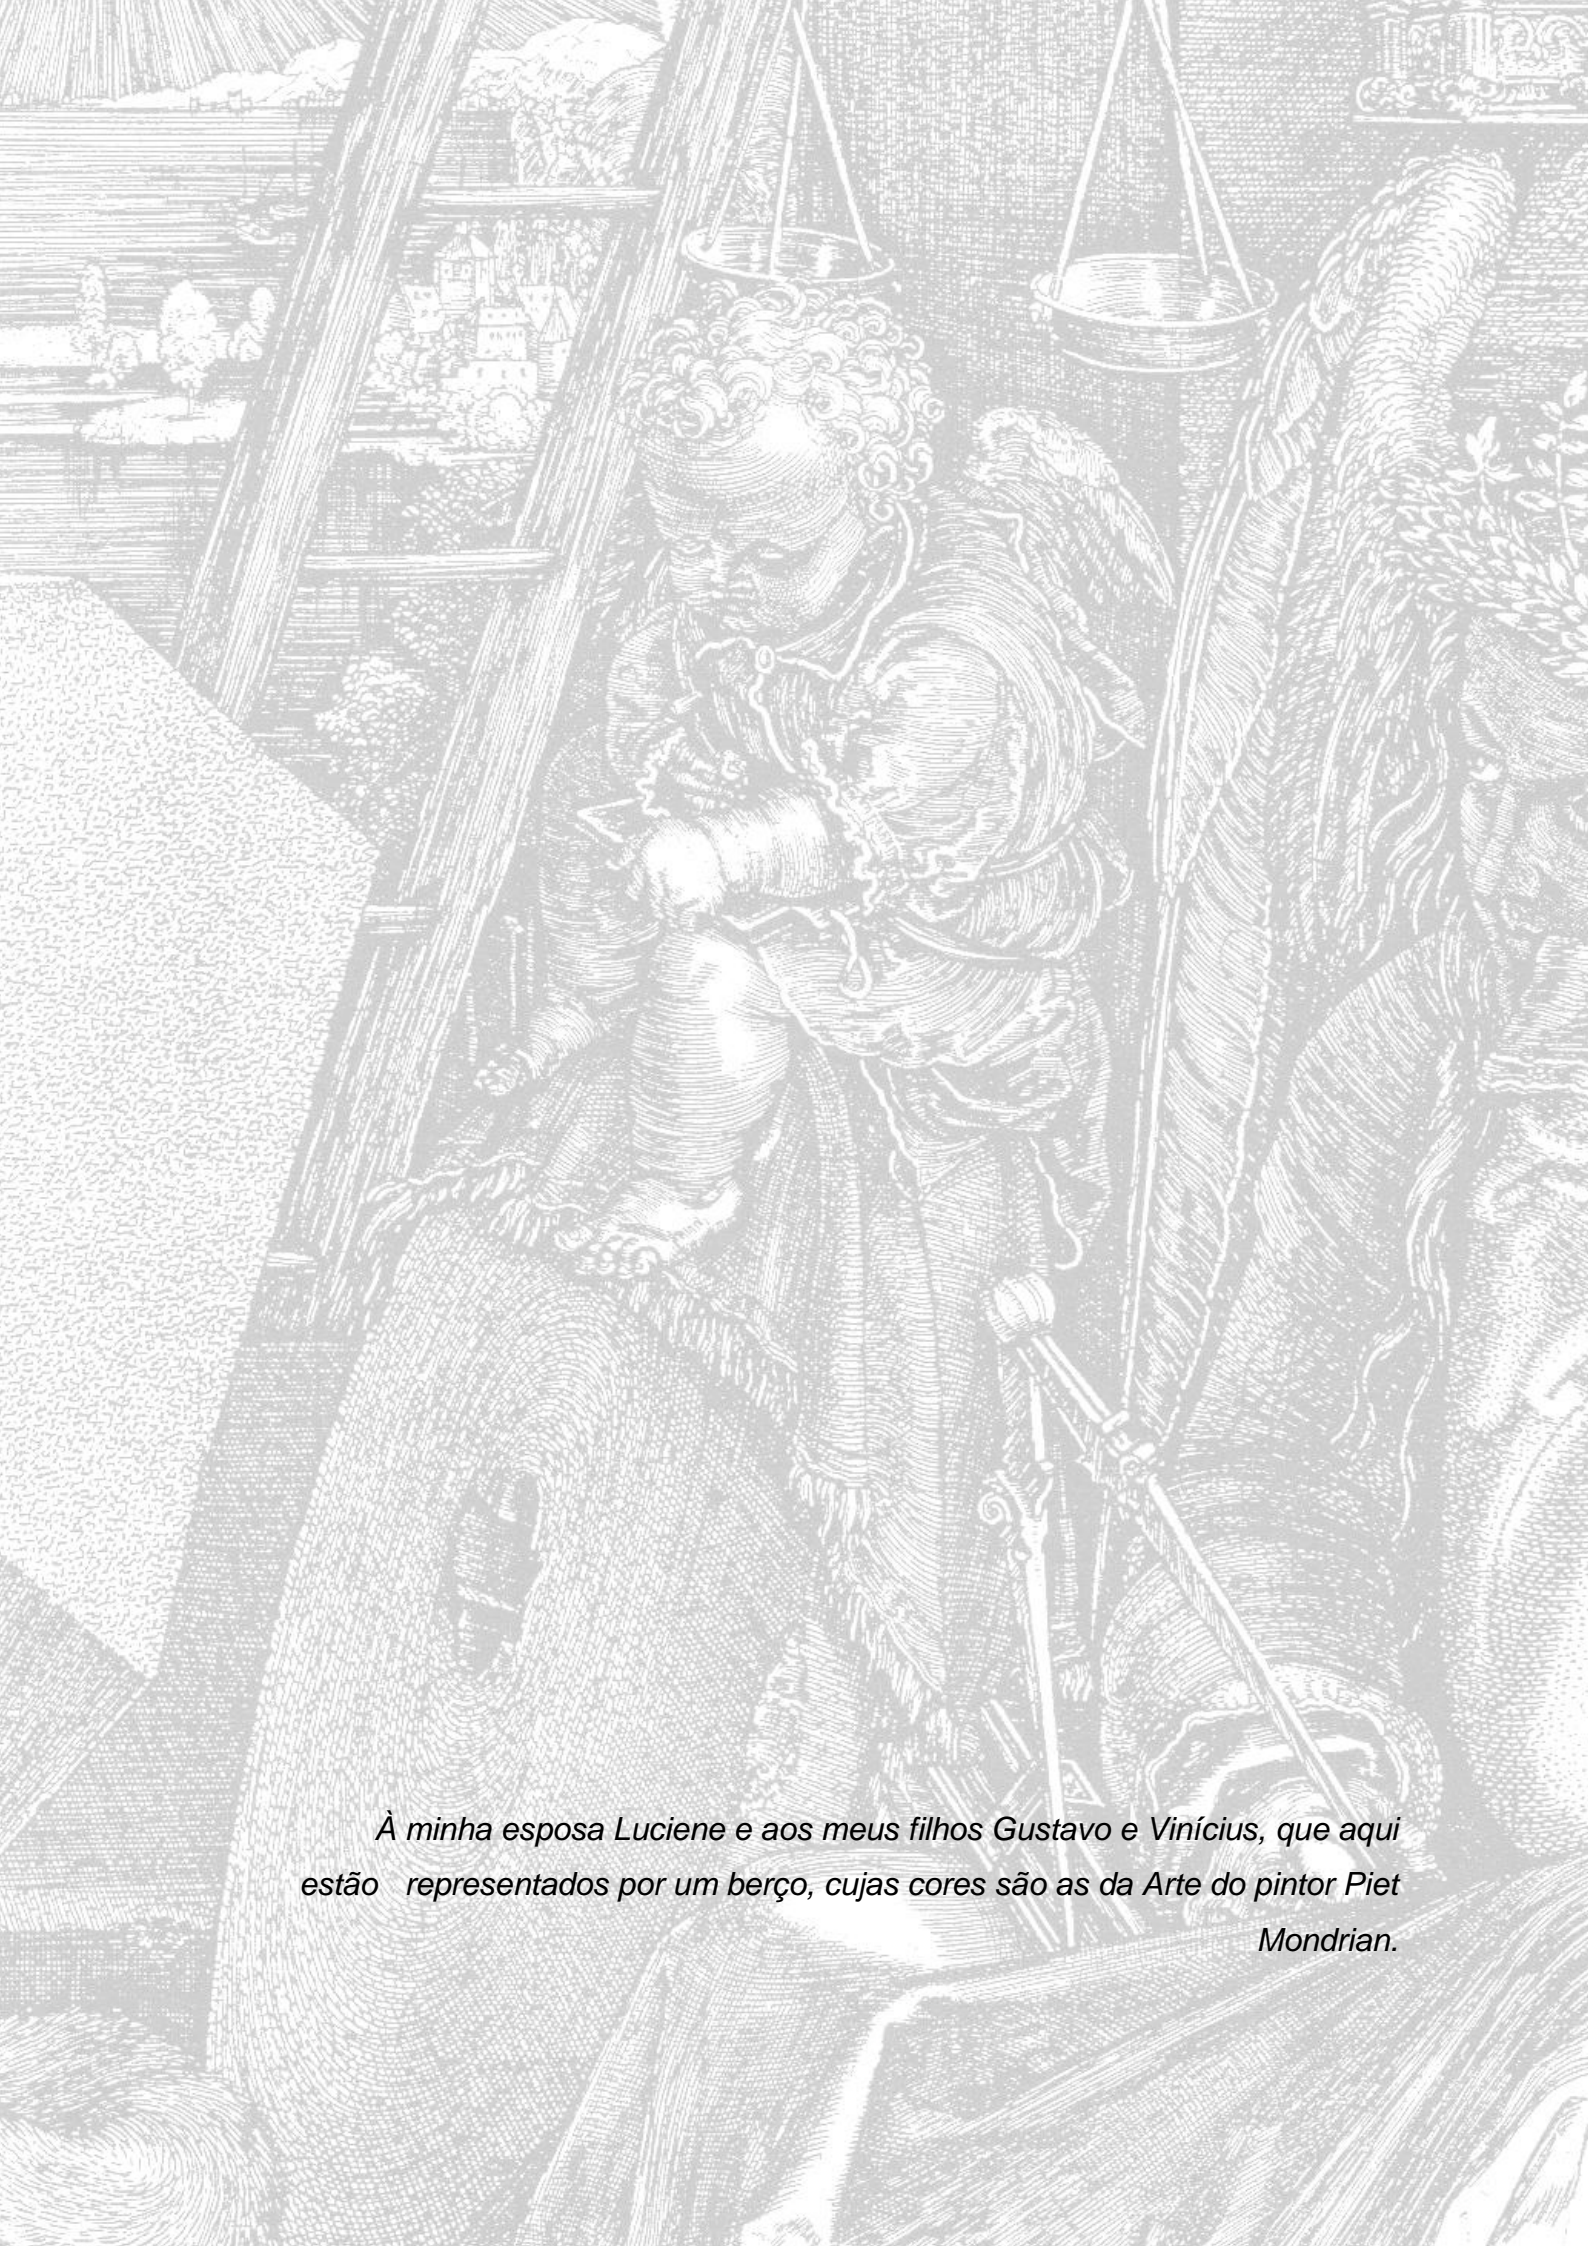 À minha esposa Luciene e aos meus filhos Gustavo e Vinícius, que aqui
estão representados por um berço, cujas cores são as da Arte do pintor Piet
Mondrian.